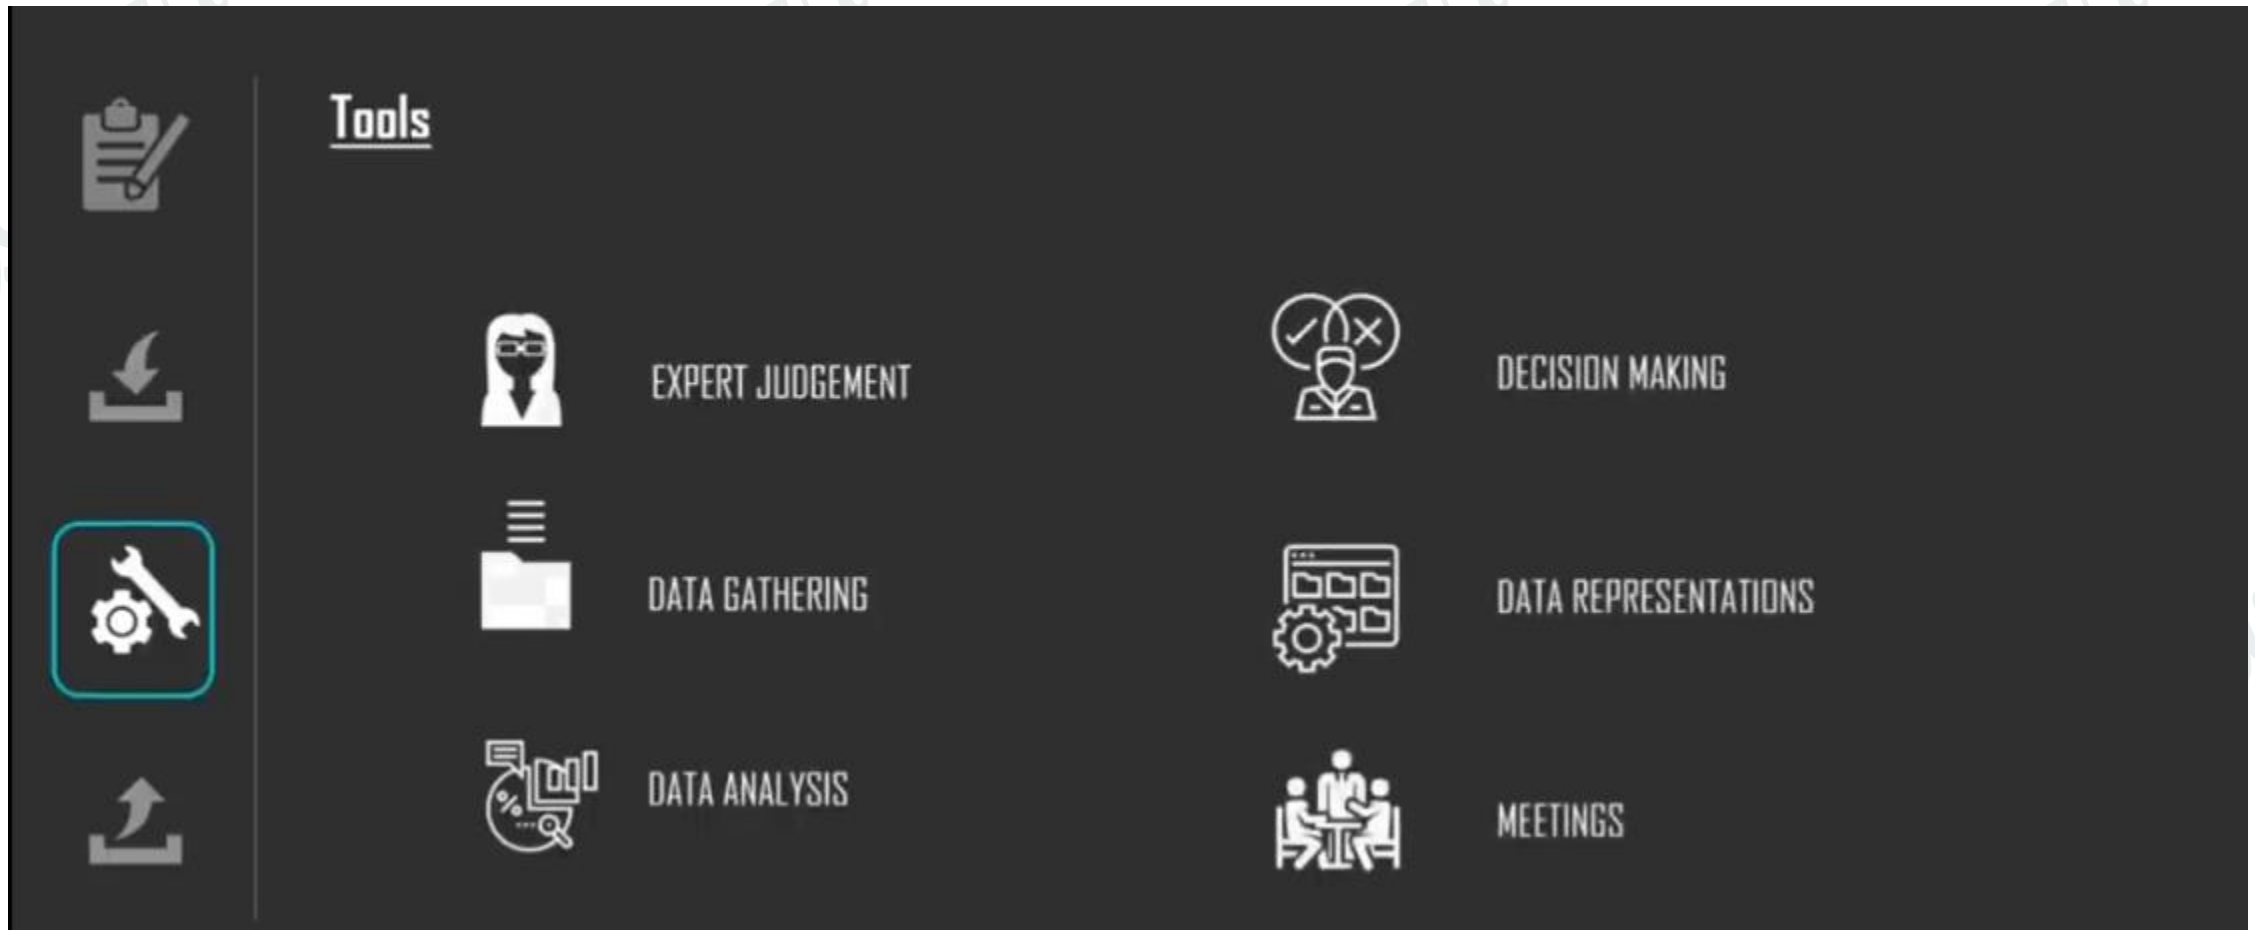 Tools
EXPERT JUDGEMENT
DECISION MAKING
DATA GATHERING
DATA REPRESENTATIONS
DATA ANALYSIS
MEETINGS